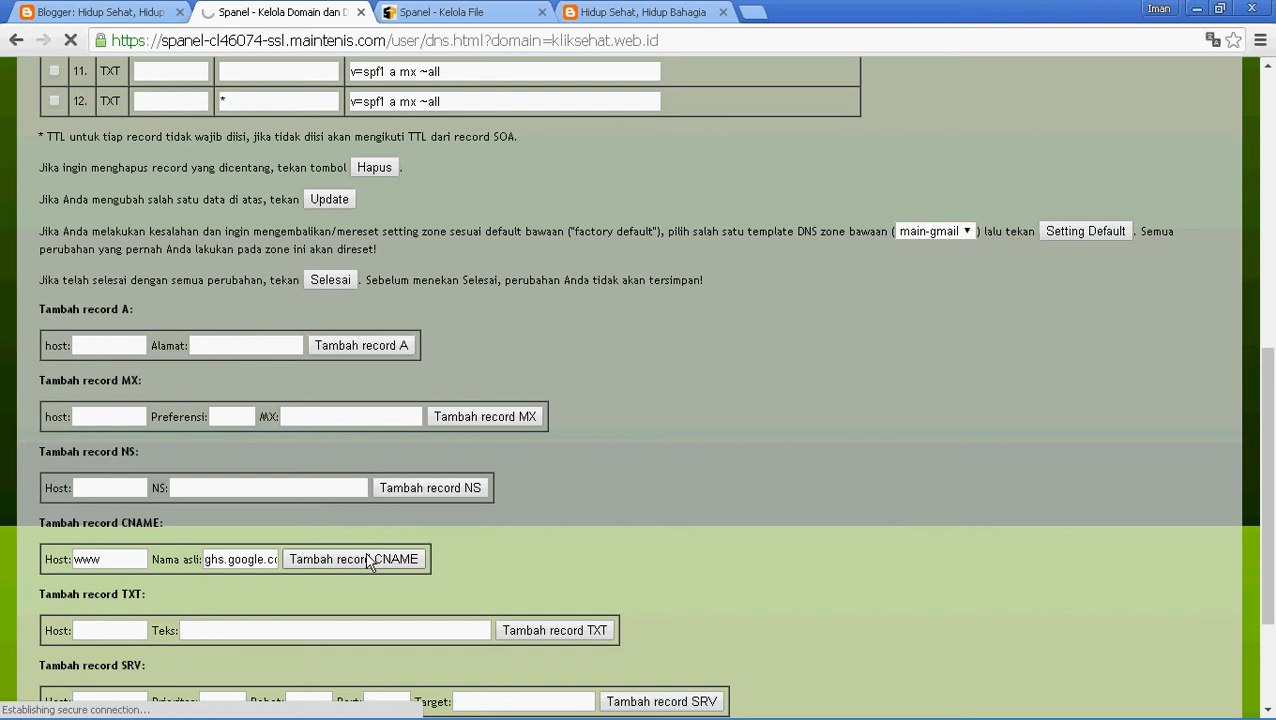 Blogger: Hidup Sehat, Hidup
Spanel - Kelola Domain dan D
Spanel - Kelola File
Hidup Sehat, Hidup Bahagia
Iman
https://spanel-cl46074-ssl.maintenis.com/user/dns.html?domain=kliksehat.web.id
11. TXT v=spf1 a mx ~all
12. TXT * v=spf1 a mx ~all
* TTL untuk tiap record tidak wajib diisi, jika tidak diisi akan mengikuti TTL dari record SOA.
Jika ingin menghapus record yang dicentang, tekan tombol Hapus .
Jika Anda mengubah salah satu data di atas, tekan Update
Jika Anda melakukan kesalahan dan ingin mengembalikan/mereset setting zone sesuai default bawaan ("factory default"), pilih salah satu template DNS zone bawaan ( main-gmail ) lalu tekan Setting Default . Semua
perubahan yang pernah Anda lakukan pada zone ini akan direset!
Jika telah selesai dengan semua perubahan, tekan Selesai . Sebelum menekan Selesai, perubahan Anda tidak akan tersimpan!
Tambah record A:
host: Alamat: Tambah record A
Tambah record MX:
host: Preferensi: MX: Tambah record MX
Tambah record NS:
Host: NS: Tambah record NS
Tambah record CNAME:
Host: www Nama asli: ghs.google.cc Tambah record CNAME
Tambah record TXT:
Host: Teks: Tambah record TXT
Tambah record SRV:
Host: Prioritas: Bobot: Port: Target: Tambah record SRV
Establishing secure connection...